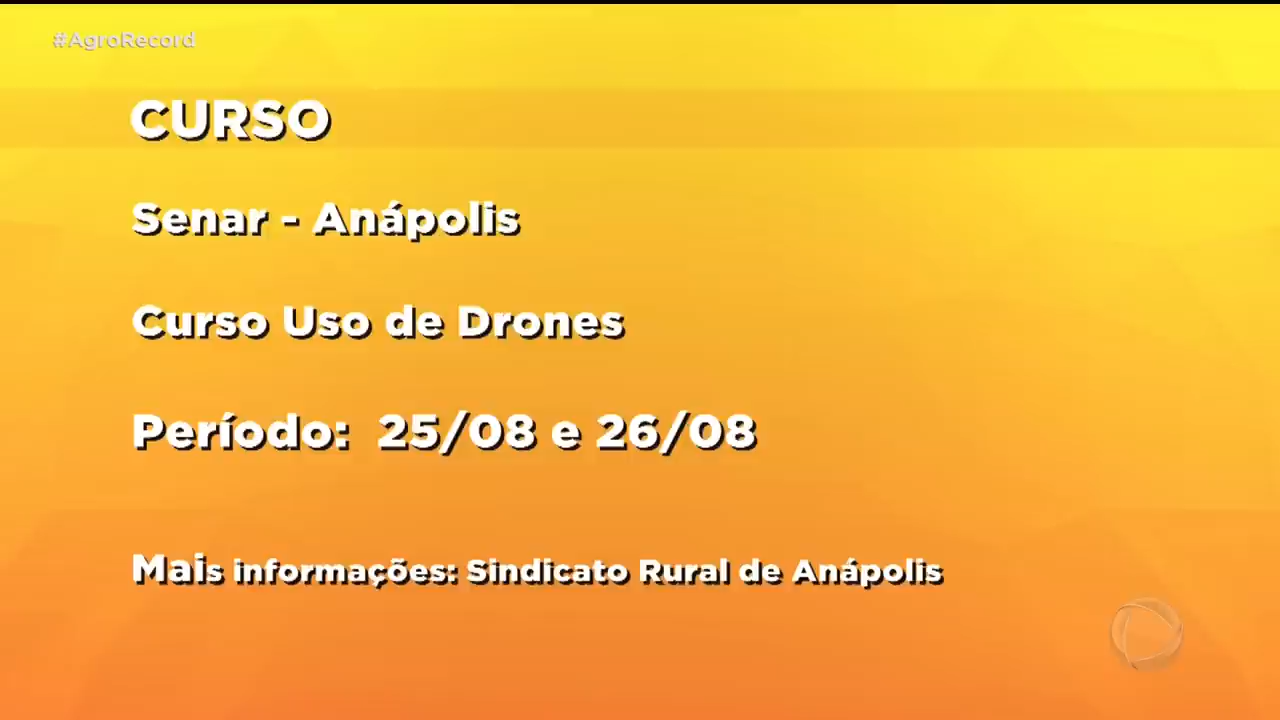 #AgroRecord
CURSO
Senar - Anápolis
Curso Uso de Drones
Período: 25/08 e 26/08
Mais informações: Sindicato Rural de Anápolis